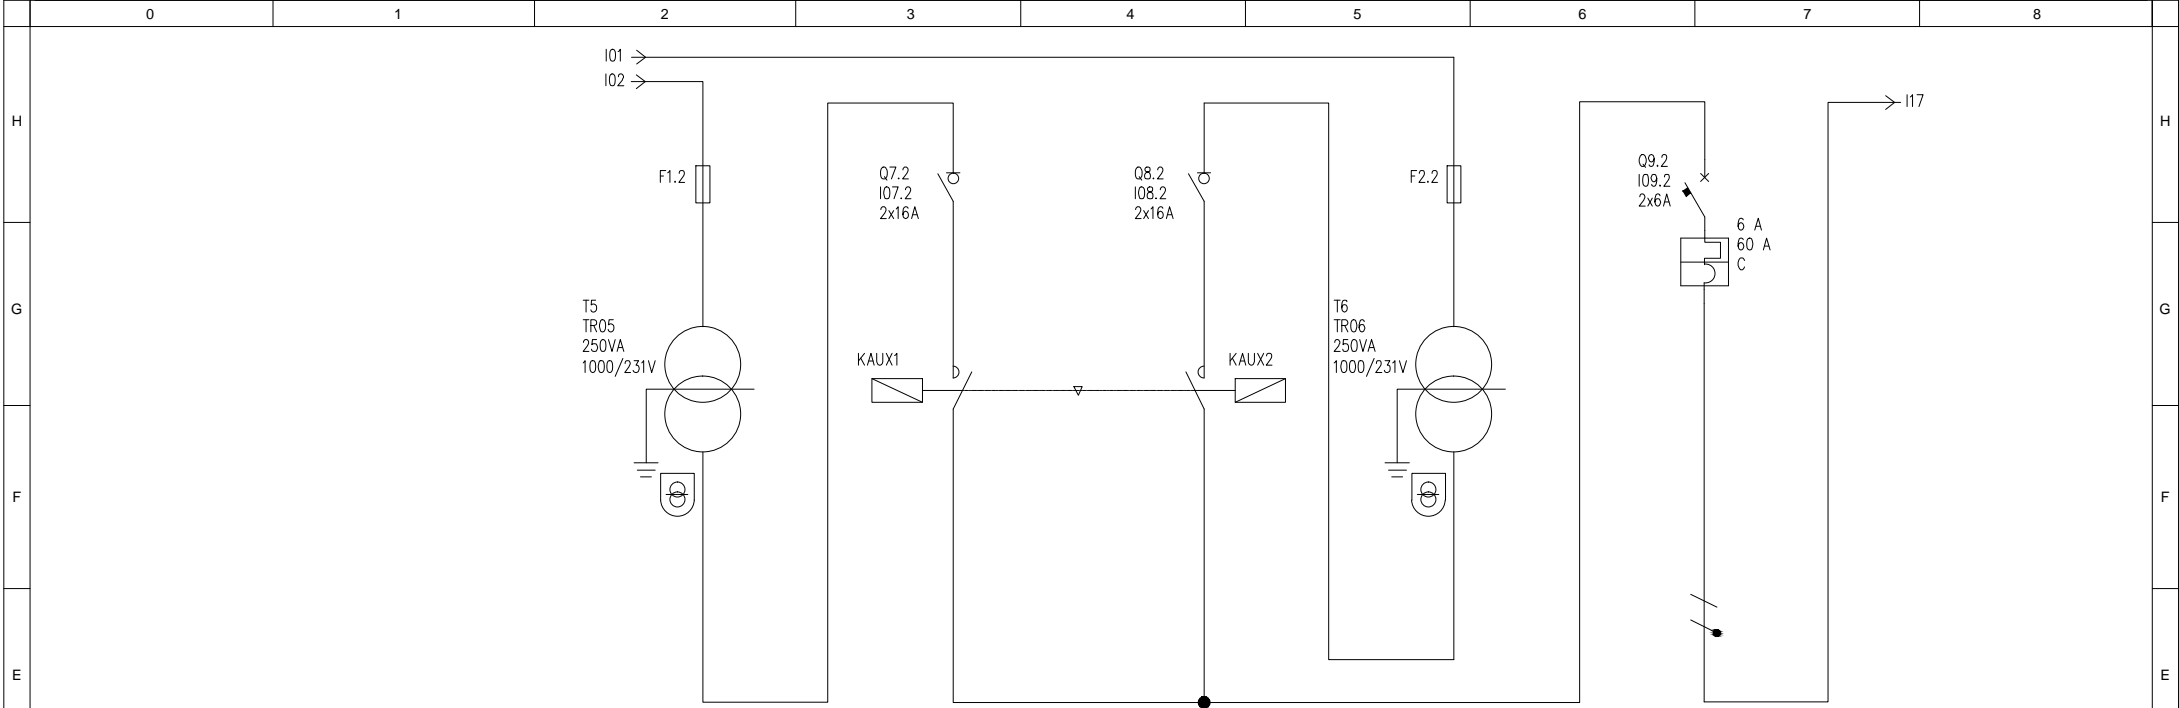 0 1 2 3 4 5 6 7 8
I01
I02
I17
H H
Q9.2
I09.2
2x6A
Q7.2
I07.2
2x16A
Q8.2
I08.2
2x16A
F1.2
F2.2
6 A
60 A
C
G G
T5
TR05
250VA
1000/231V
T6
TR06
250VA
1000/231V
KAUX1
KAUX2
F F
E E